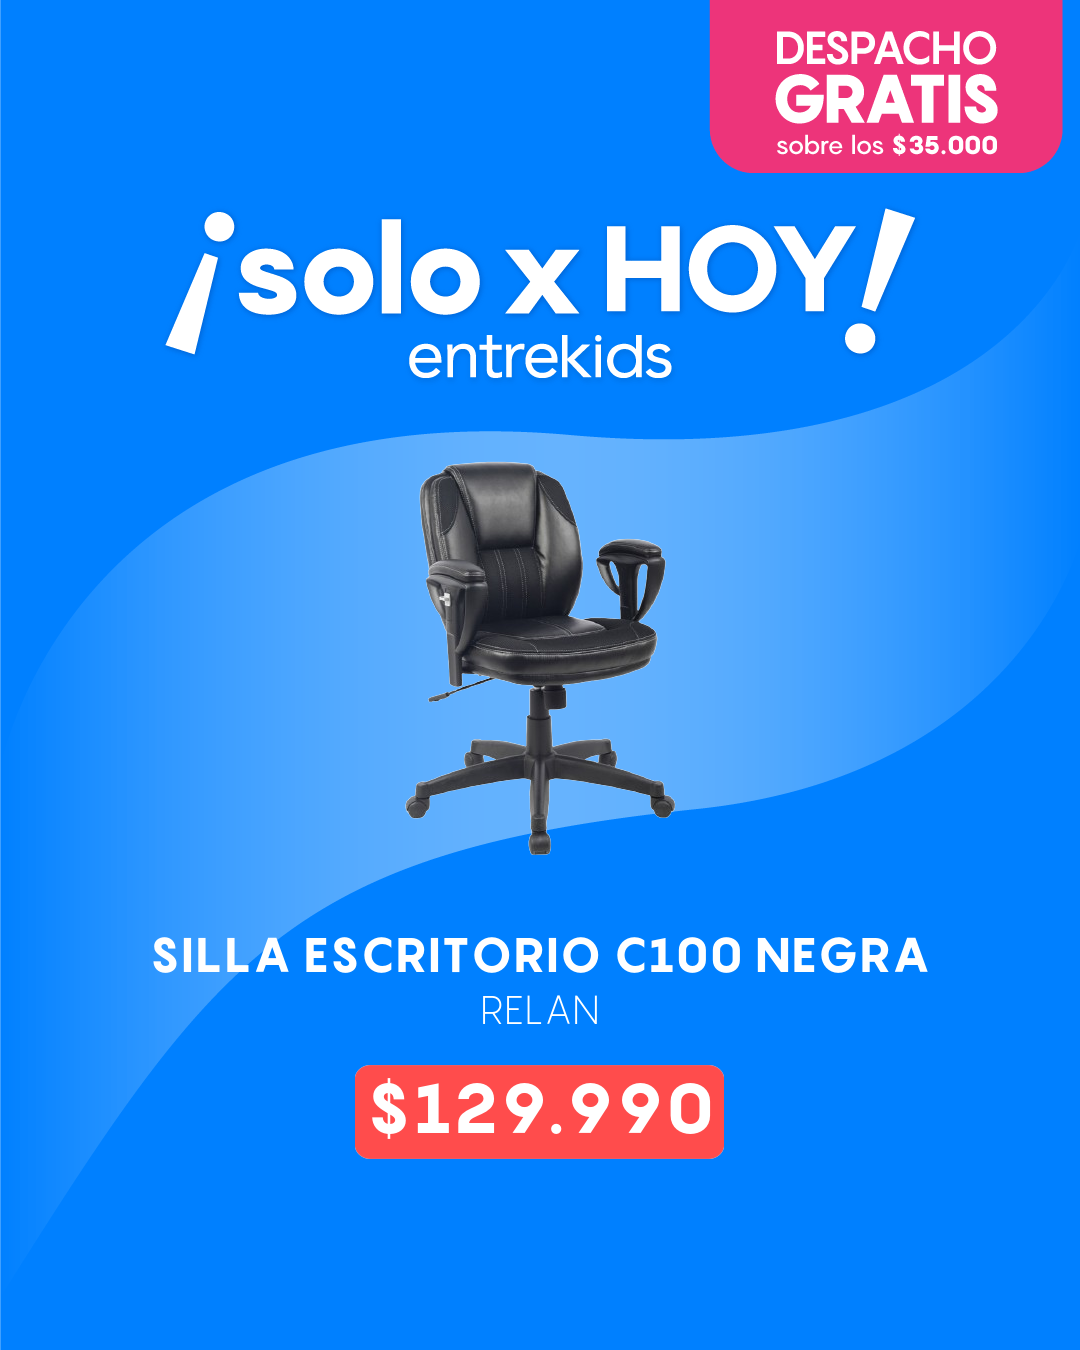 DESPACHO
GRATIS
sobre los $35.000
¡solo x HOY!
entrekids
SILLA ESCRITORIO C100 NEGRA
RELAN
$129.990